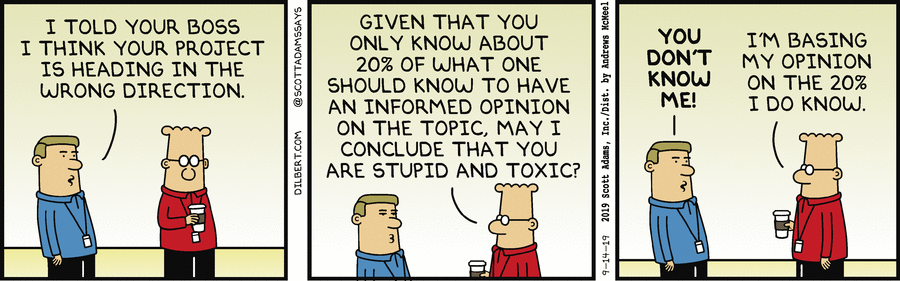 I TOLD YOUR BOSS
I THINK YOUR PROJECT
IS HEADING IN THE
WRONG DIRECTION.
DILBERT.COM @SCOTTADAMSSAYS
GIVEN THAT YOU
ONLY KNOW ABOUT
20% OF WHAT ONE
SHOULD KNOW TO HAVE
AN INFORMED OPINION
ON THE TOPIC, MAY I
CONCLUDE THAT YOU
ARE STUPID AND TOXIC?
9-14-19 2019 Scott Adams, Inc./Dist. by Andrews McMeel
YOU
DON'T
KNOW
ME!
I'M BASING
MY OPINION
ON THE 20%
I DO KNOW.